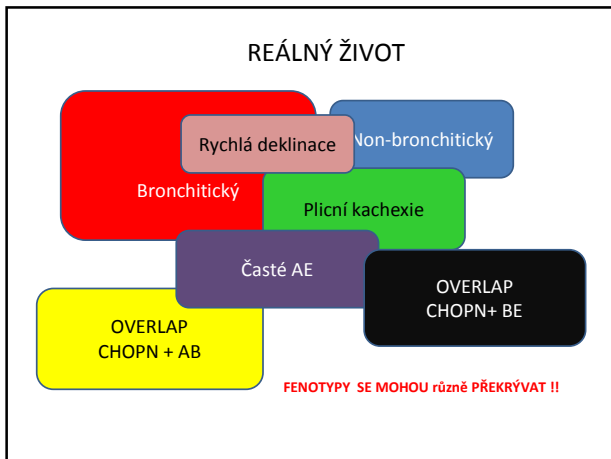 REÁLNÝ ŽIVOT
Rychlá deklinace
Non-bronchitický
Bronchitický
Plicní kachexie
Časté AE
OVERLAP
CHOPN+ BE
OVERLAP
CHOPN + AB
FENOTYPY SE MOHOU různě PŘEKRÝVAT !!